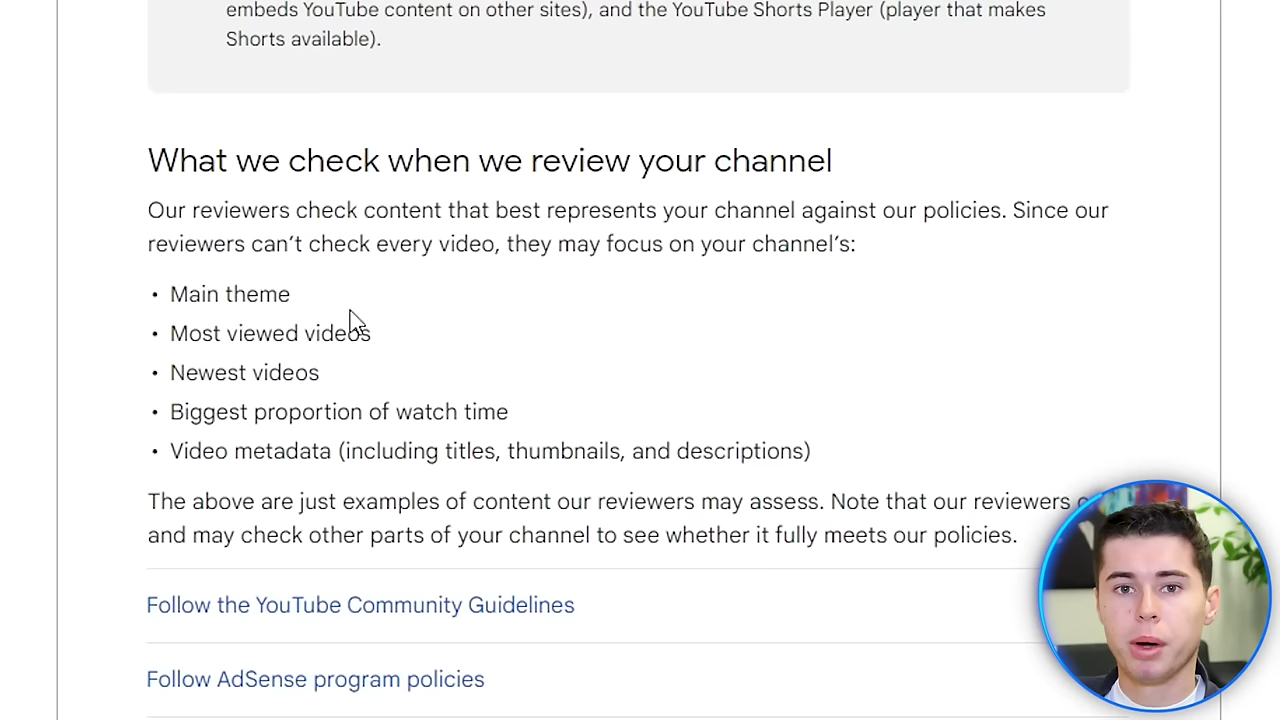 embeds YouTube content on other sites), and the YouTube Shorts Player (player that makes
Shorts available).
What we check when we review your channel
Our reviewers check content that best represents your channel against our policies. Since our
reviewers can't check every video, they may focus on your channel's:
• Main theme
• Most viewed videos
• Newest videos
• Biggest proportion of watch time
• Video metadata (including titles, thumbnails, and descriptions)
The above are just examples of content our reviewers may assess. Note that our reviewers
and may check other parts of your channel to see whether it fully meets our policies.
Follow the YouTube Community Guidelines
Follow AdSense program policies